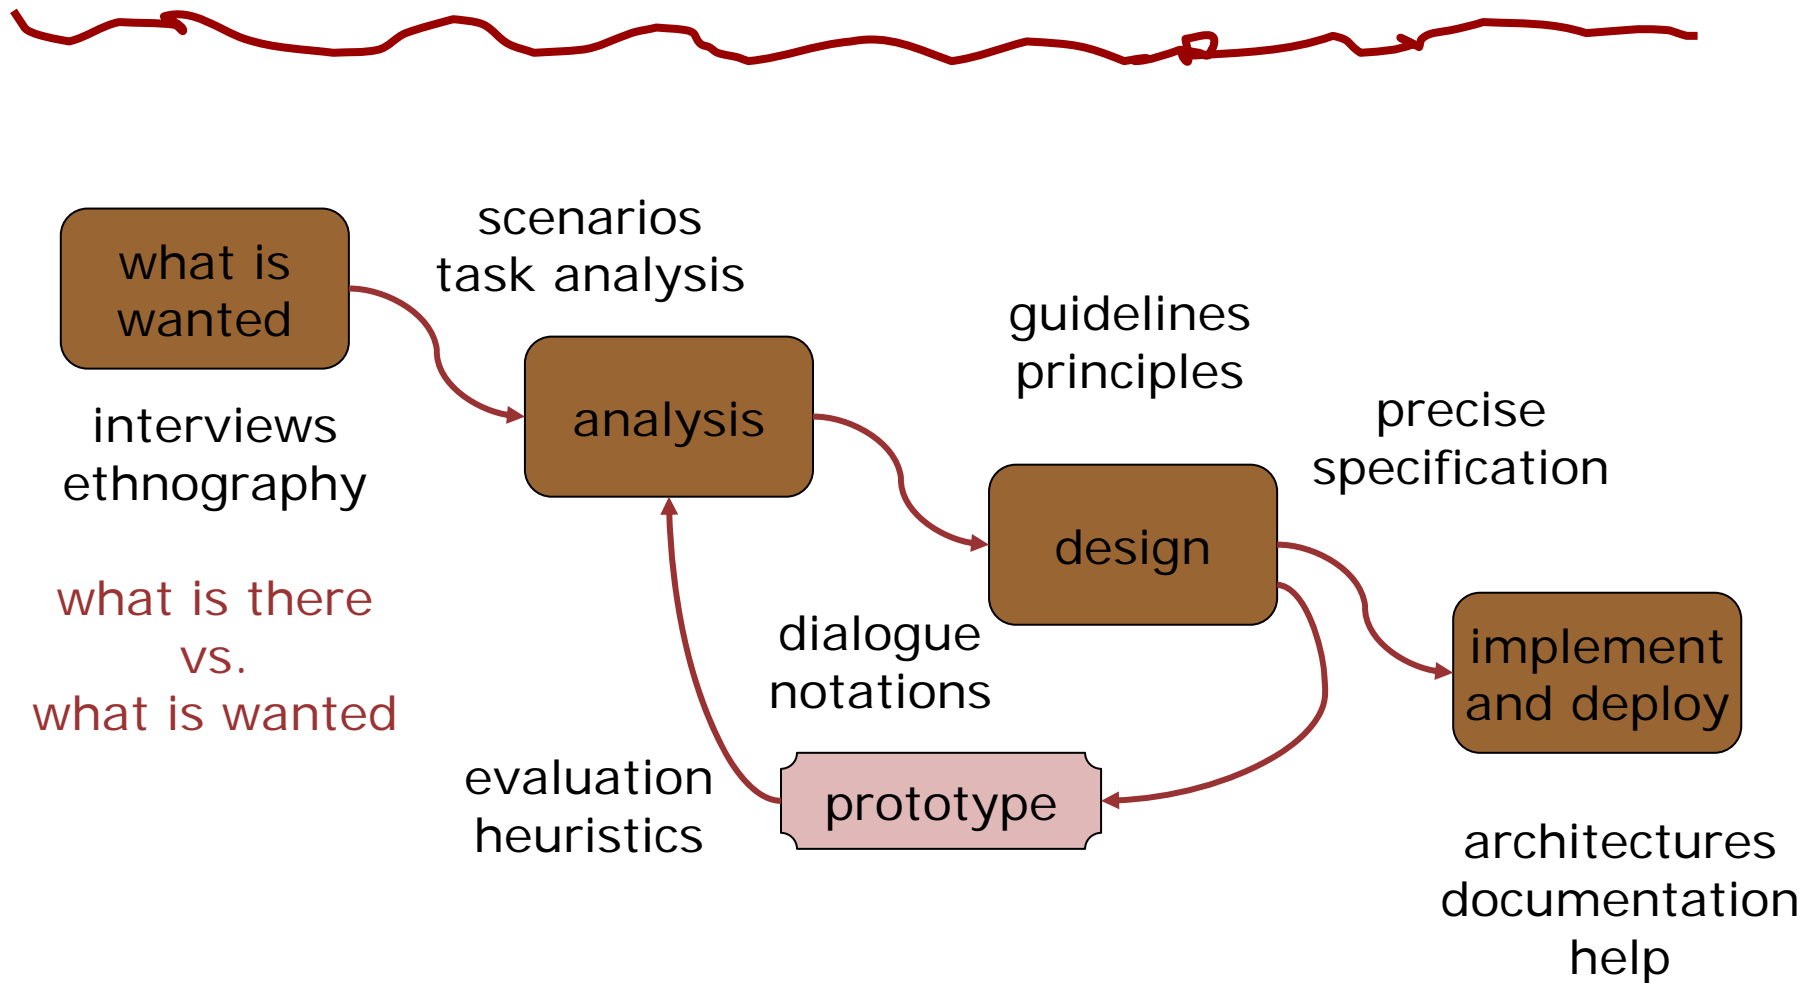 what is
wanted
interviews
ethnography
what is there
vs.
what is wanted
scenarios
task analysis
analysis
guidelines
principles
design
precise
specification
dialogue
notations
evaluation
heuristics
prototype
implement
and deploy
architectures
documentation
help